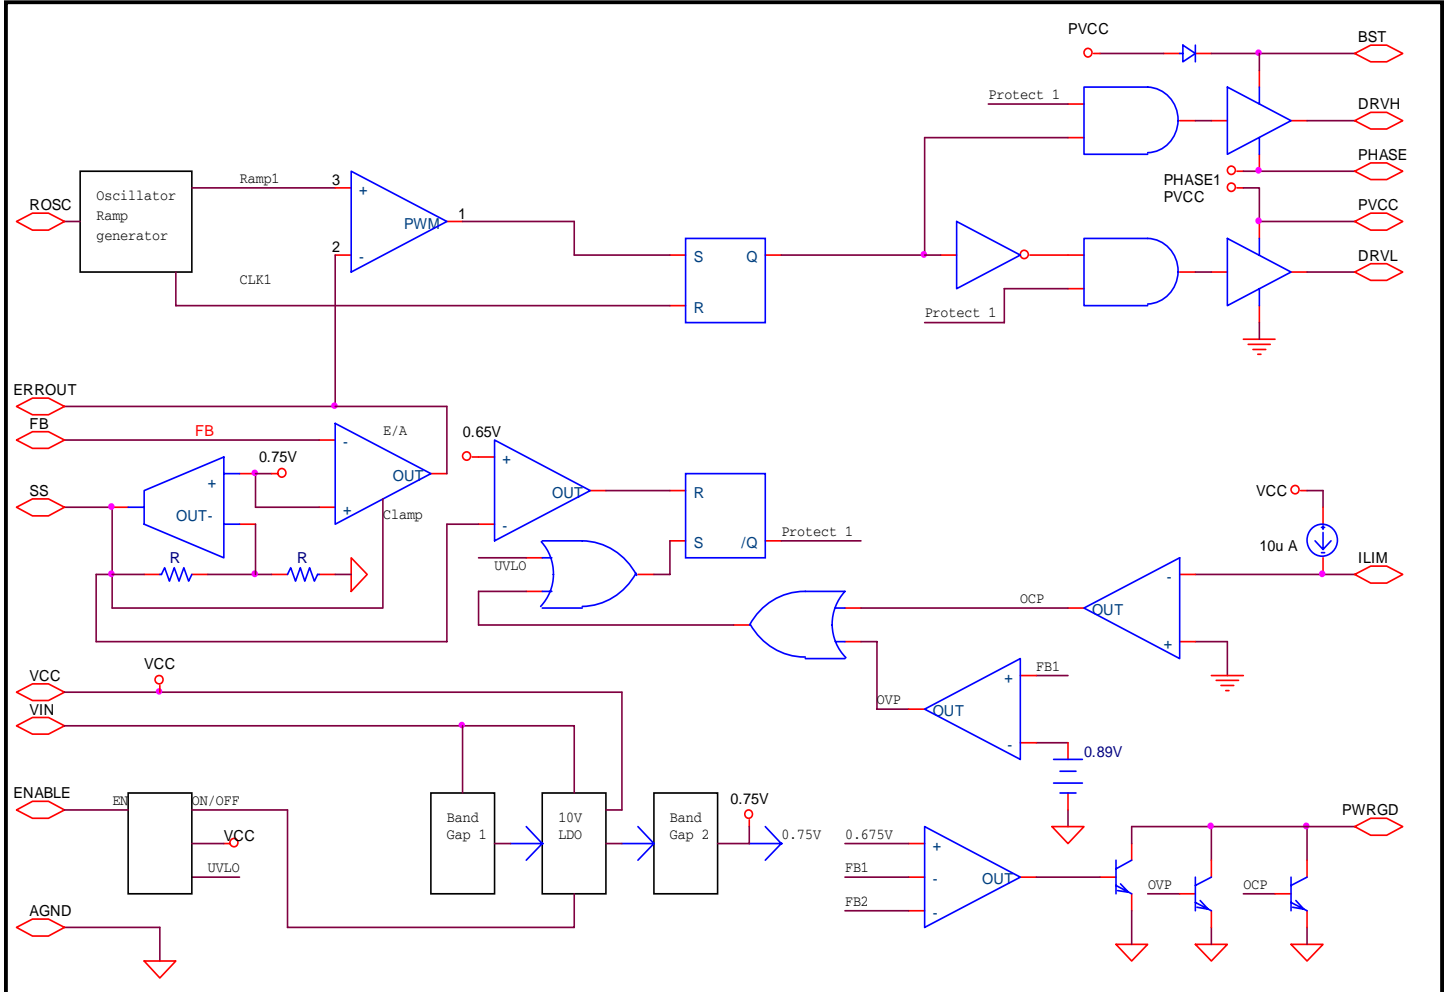 PVCC
BST
Protect 1
DRVH
PHASE
PHASE1
PVCC
PVCC
DRVL
ROSC
Oscillator
Ramp
generator
Ramp1
CLK1
3
+
PWM
1
2
-
S
Q
R
Protect 1
ERROUT
FB
FB
E/A
-
OUT
+
Clamp
0.75V
SS
+
OUT-
R
R
0.65V
+
OUT
-
R
S
/Q
Protect 1
UVLO
VCC
10u A
ILIM
-
OUT
+
OCP
FB1
+
OUT
-
OVP
0.89V
VCC
VCC
VIN
ENABLE
EN
ON/OFF
VCC
UVLO
Band
Gap 1
10V
LDO
Band
Gap 2
0.75V
0.75V
0.675V
FB1
FB2
+
-
OUT
-
OVP
OCP
PWRGD
AGND